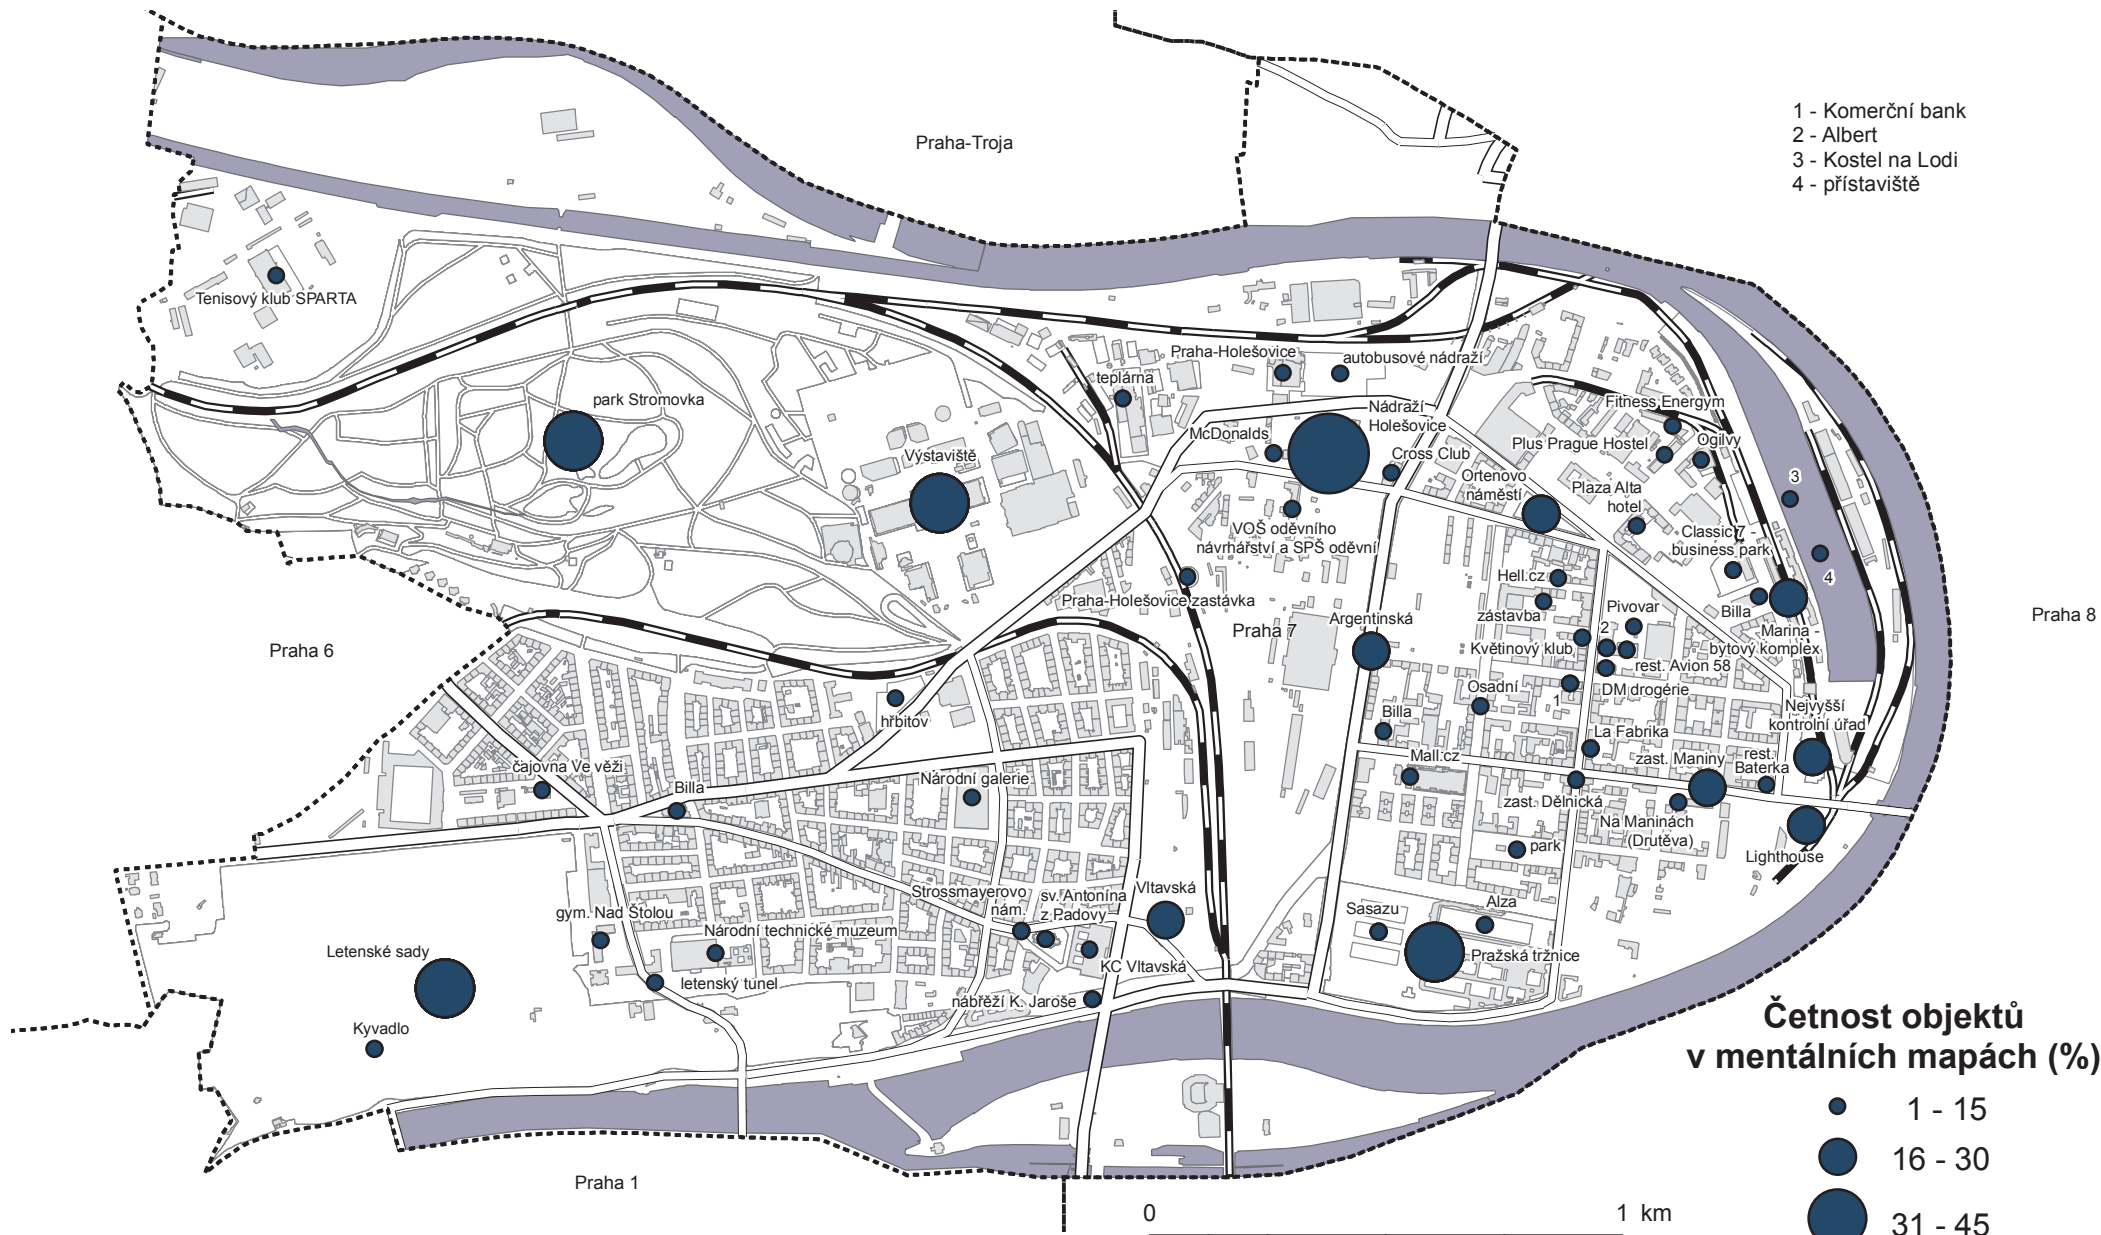 Praha-Troja
1 - Komerční bank
2 - Albert
3 - Kostel na Lodi
4 - přístaviště
Tenisový klub SPARTA
Praha-Holešovice
autobusové nádraží
teplárna
park Stromovka
Nádraží
Holešovice
Fitness Energym
McDonalds
Plus Prague Hostel
Ogilvy
Výstaviště
Cross Club
Ortenovo
náměstí
Plaza Alta
hotel
3
VOŠ oděvního
návrhářství a SPŠ oděvní
Classic 7 -
business park
4
Hell.cz
Praha-Holešovice zastávka
zástavba
Pivovar
Billa
Praha 8
Argentinská
Praha 7
2
Marina -
bytový komplex
Praha 6
Květinový klub
rest. Avion 58
Osadní
1
DM drogérie
hřbitov
Billa
Nejvyšší
kontrolní úřad
La Fabrika
čajovna Ve věži
Mall.cz
zast. Maniny
rest.
Baterka
Národní galerie
Billa
zast. Dělnická
Na Maninách
(Drutěva)
park
Lighthouse
Strossmayerovo
nám.
sv. Antonína
z Padovy
Vltavská
gym. Nad Štolou
Národní technické muzeum
Sasazu
Alza
Letenské sady
Pražská tržnice
KC Vltavská
letenský tunel
nábřěží K. Jaroše
Kyvadlo
Četnost objektů
v mentálních mapách (%)
1 - 15
16 - 30
31 - 45
Praha 1
0
1 km